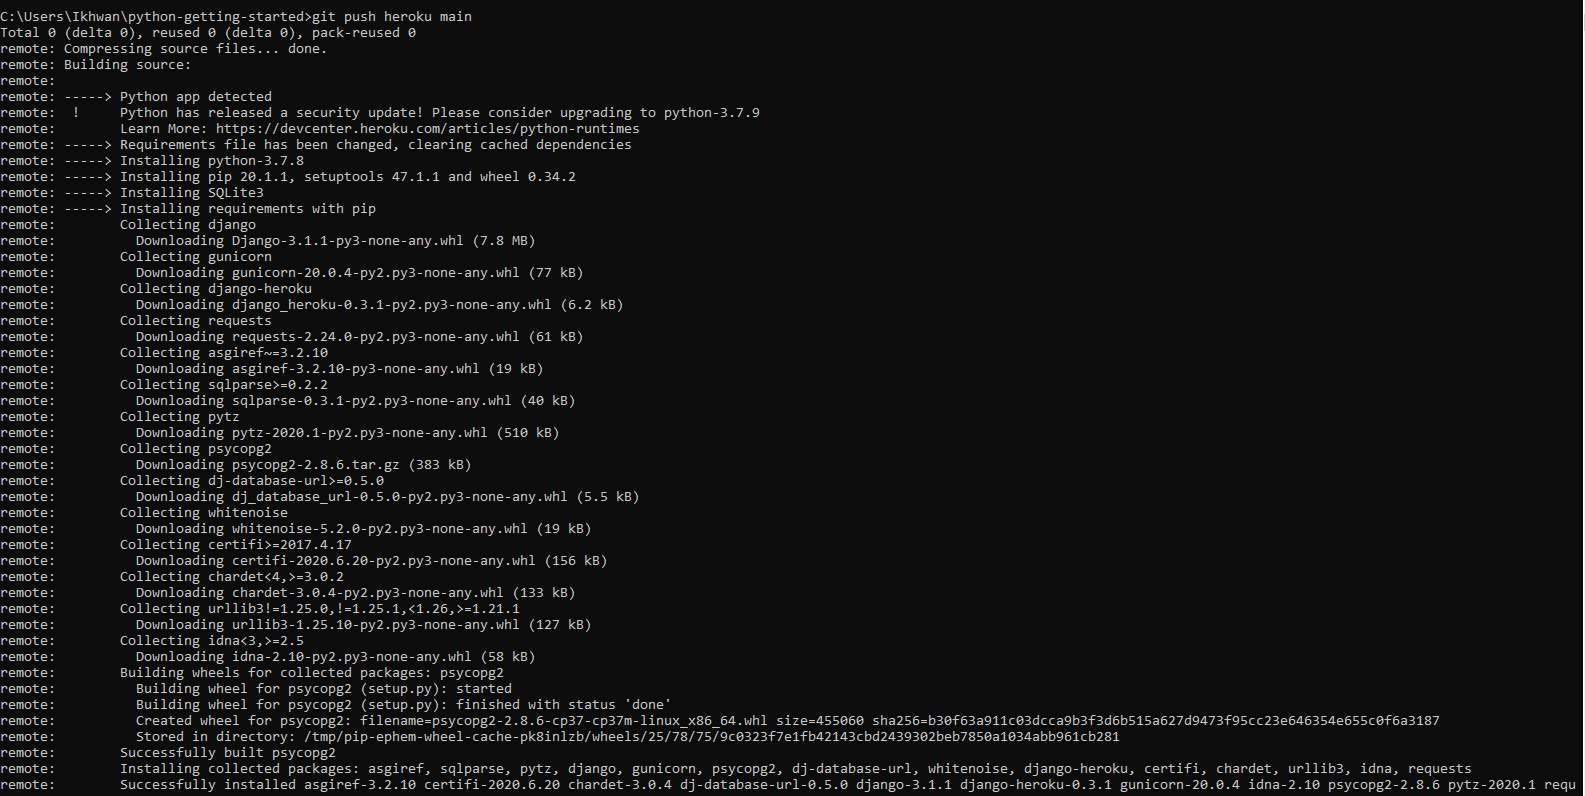 C:\Users\Ikhwan\python-getting-started>git push heroku main
Total 0 (delta 0), reused 0 (delta 0), pack-reused 0
remote: Compressing source files... done.
remote: Building source:
remote:
remote: -----> Python app detected
remote:  !     Python has released a security update! Please consider upgrading to python-3.7.9
remote:        Learn More: https://devcenter.heroku.com/articles/python-runtimes
remote: -----> Requirements file has been changed, clearing cached dependencies
remote: -----> Installing python-3.7.8
remote: -----> Installing pip 20.1.1, setuptools 47.1.1 and wheel 0.34.2
remote: -----> Installing SQLite3
remote: -----> Installing requirements with pip
remote:        Collecting django
remote:          Downloading Django-3.1.1-py3-none-any.whl (7.8 MB)
remote:        Collecting gunicorn
remote:          Downloading gunicorn-20.0.4-py2.py3-none-any.whl (77 kB)
remote:        Collecting django-heroku
remote:          Downloading django_heroku-0.3.1-py2.py3-none-any.whl (6.2 kB)
remote:        Collecting requests
remote:          Downloading requests-2.24.0-py2.py3-none-any.whl (61 kB)
remote:        Collecting asgiref~=3.2.10
remote:          Downloading asgiref-3.2.10-py3-none-any.whl (19 kB)
remote:        Collecting sqlparse>=0.2.2
remote:          Downloading sqlparse-0.3.1-py2.py3-none-any.whl (40 kB)
remote:        Collecting pytz
remote:          Downloading pytz-2020.1-py2.py3-none-any.whl (510 kB)
remote:        Collecting psycopg2
remote:          Downloading psycopg2-2.8.6.tar.gz (383 kB)
remote:        Collecting dj-database-url>=0.5.0
remote:          Downloading dj_database_url-0.5.0-py2.py3-none-any.whl (5.5 kB)
remote:        Collecting whitenoise
remote:          Downloading whitenoise-5.2.0-py2.py3-none-any.whl (19 kB)
remote:        Collecting certifi>=2017.4.17
remote:          Downloading certifi-2020.6.20-py2.py3-none-any.whl (156 kB)
remote:        Collecting chardet<4,>=3.0.2
remote:          Downloading chardet-3.0.4-py2.py3-none-any.whl (133 kB)
remote:        Collecting urllib3!=1.25.0,!=1.25.1,<1.26,>=1.21.1
remote:          Downloading urllib3-1.25.10-py2.py3-none-any.whl (127 kB)
remote:        Collecting idna<3,>=2.5
remote:          Downloading idna-2.10-py2.py3-none-any.whl (58 kB)
remote:        Building wheels for collected packages: psycopg2
remote:          Building wheel for psycopg2 (setup.py): started
remote:          Building wheel for psycopg2 (setup.py): finished with status 'done'
remote:          Created wheel for psycopg2: filename=psycopg2-2.8.6-cp37-cp37m-linux_x86_64.whl size=455060 sha256=b30f63a911c03dcca9b3f3d6b515a627d9473f95cc23e646354e655c0f6a3187
remote:          Stored in directory: /tmp/pip-ephem-wheel-cache-pk8inlzb/wheels/25/78/75/9c0323f7e1fb42143cbd2439302beb7850a1034abb961cb281
remote:        Successfully built psycopg2
remote:        Installing collected packages: asgiref, sqlparse, pytz, django, gunicorn, psycopg2, dj-database-url, whitenoise, django-heroku, certifi, chardet, urllib3, idna, requests
remote:        Successfully installed asgiref-3.2.10 certifi-2020.6.20 chardet-3.0.4 dj-database-url-0.5.0 django-3.1.1 django-heroku-0.3.1 gunicorn-20.0.4 idna-2.10 psycopg2-2.8.6 pytz-2020.1 requ